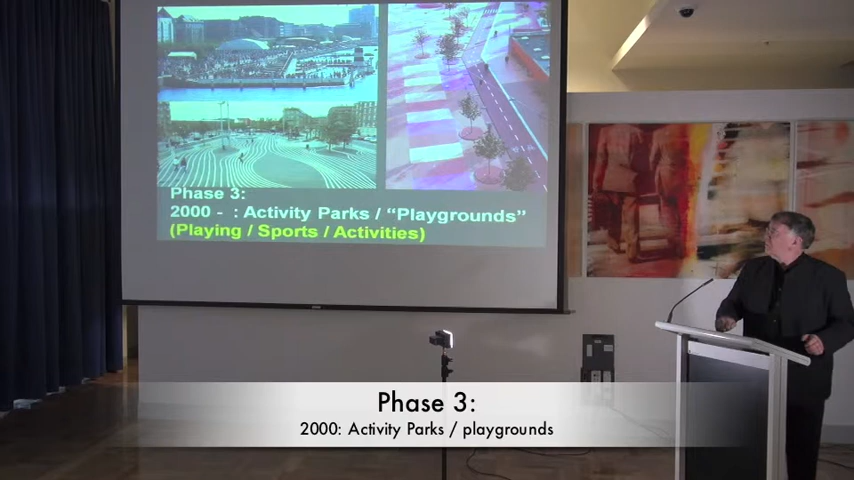 Phase 3:
2000 - : Activity Parks / “Playgrounds”
(Playing / Sports / Activities)
Phase 3:
2000: Activity Parks / playgrounds